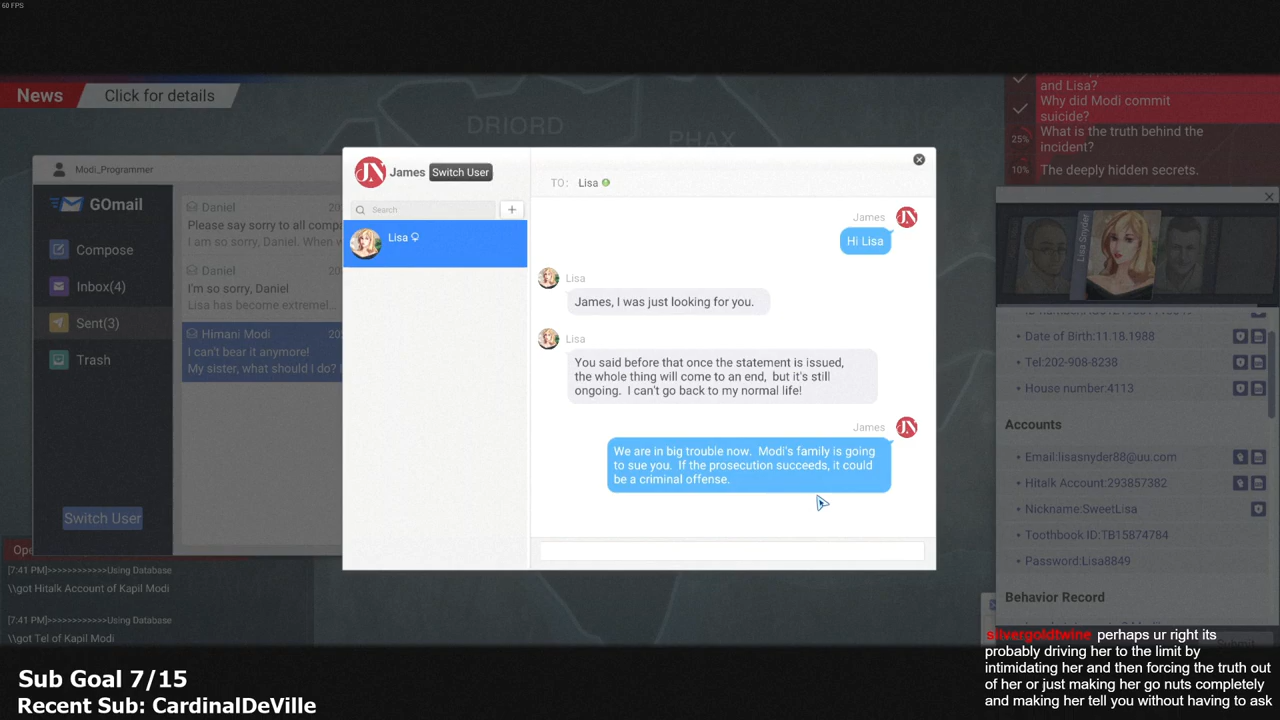 60 FPS
News
Click for details
DRIORD
PHAX
and Lisa?
Why did Modi commit
suicide?
25%
What is the truth behind the
incident?
10%
The deeply hidden secrets.
Modi_Programmer
GOmail
Compose
Inbox(4)
Sent(3)
Trash
Switch User
Daniel
Please say sorry to all comp
I am so sorry, Daniel. When w
Daniel
I'm so sorry, Daniel
Lisa has become extremel...
Himani Modi
I can't bear it anymore!
My sister, what should I do? I
JN
James
Switch User
Search
+
Lisa
TO: Lisa
James
JN
Hi Lisa
Lisa
James, I was just looking for you.
Lisa
You said before that once the statement is issued,
the whole thing will come to an end, but it's still
ongoing. I can't go back to my normal life!
James
JN
We are in big trouble now. Modi's family is going
to sue you. If the prosecution succeeds, it could
be a criminal offense.
Lisa Snyder
• Date of Birth:11.18.1988
• Tel:202-908-8238
• House number:4113
Accounts
• Email:lisasnyder88@uu.com
• Hitalk Account:293857382
• Nickname:SweetLisa
• Toothbook ID:TB15874784
• Password:Lisa8849
Behavior Record
Ope
[7:41 PM]>>>>>>>>>>>>Using Database
\\got Hitalk Account of Kapil Modi
[7:41 PM]>>>>>>>>>>>>Using Database
\\got Tel of Kapil Modi
Submit
silvergoldtwine perhaps ur right its
probably driving her to the limit by
intimidating her and then forcing the truth out
of her or just making her go nuts completely
and making her tell you without having to ask
Sub Goal 7/15
Recent Sub: CardinalDeVille